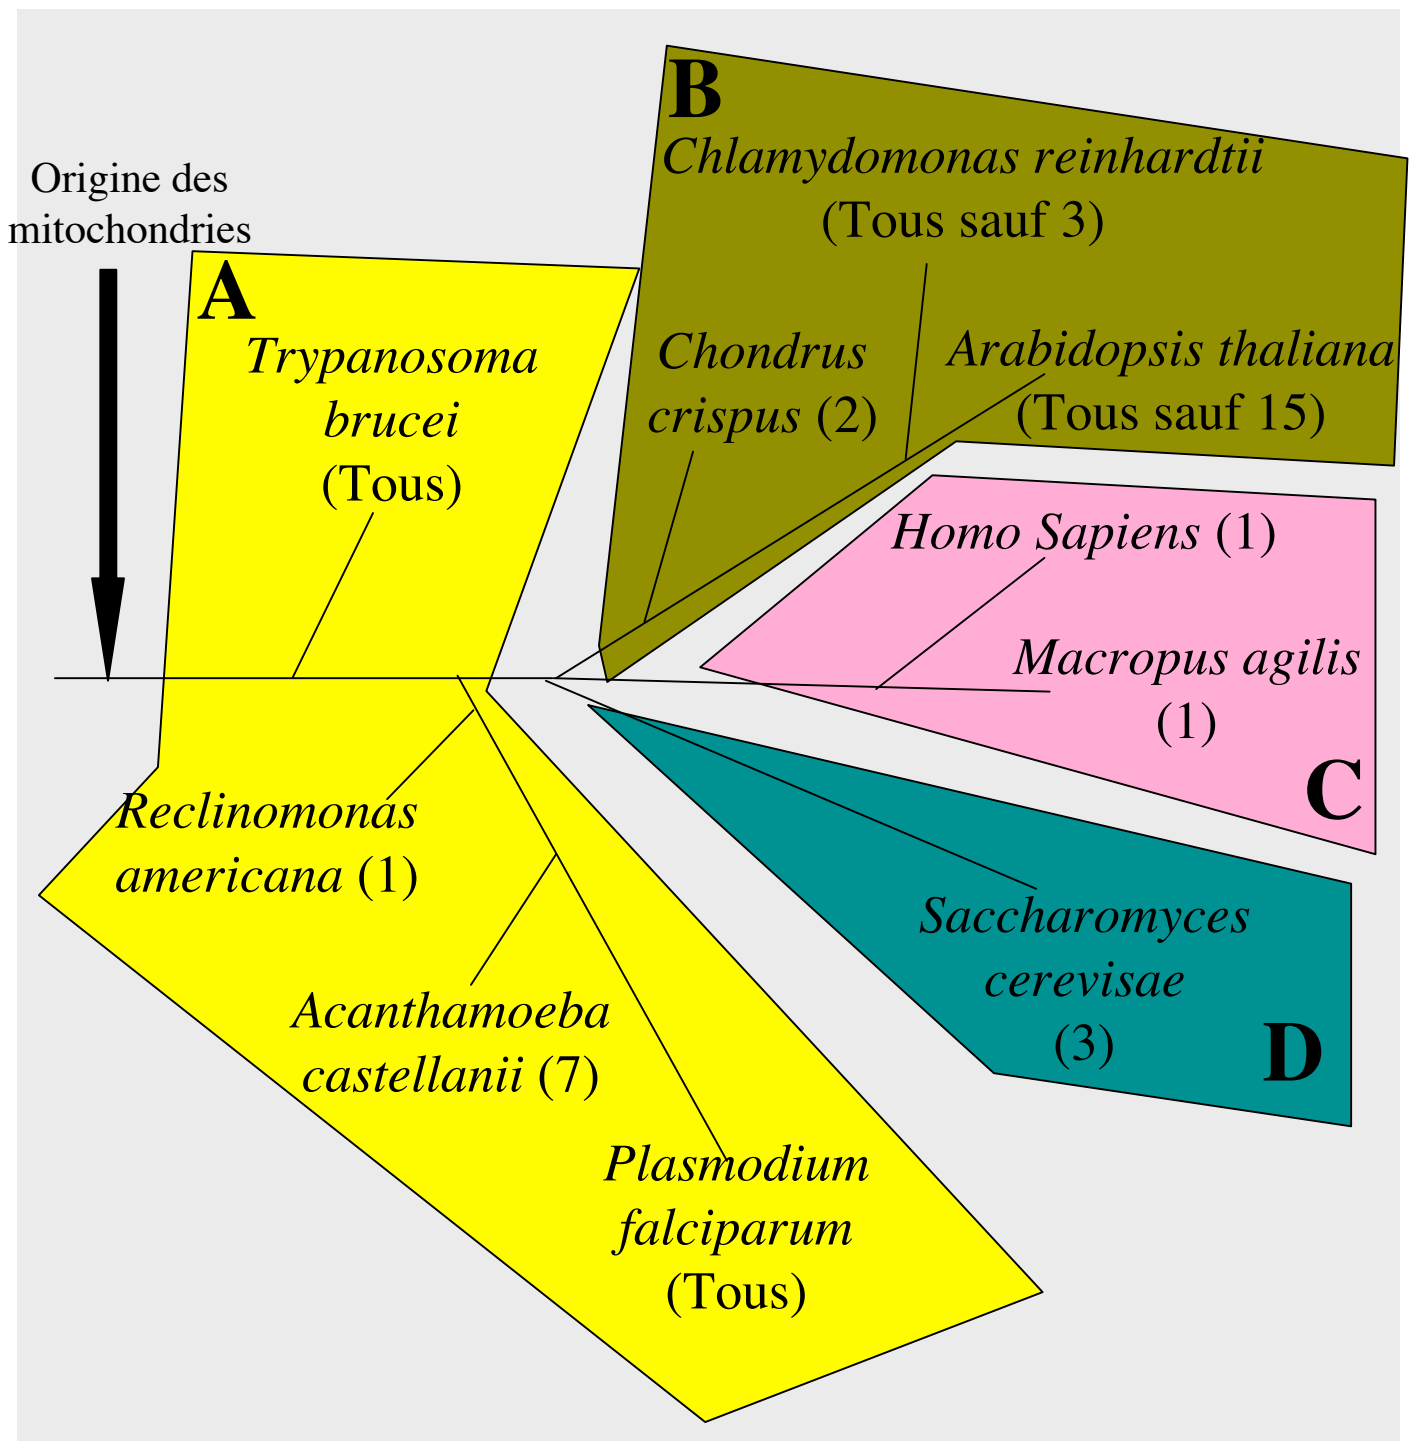 Origine des
mitochondries
A
Trypanosoma
brucei
(Tous)
Reclinomonas
americana (1)
Acanthamoeba
castellanii (7)
Plasmodium
falciparum
(Tous)
B
Chlamydomonas reinhardtii
(Tous sauf 3)
Chondrus
crispus (2)
Arabidopsis thaliana
(Tous sauf 15)
Homo Sapiens (1)
Macropus agilis
(1)
C
Saccharomyces
cerevisae
(3)
D